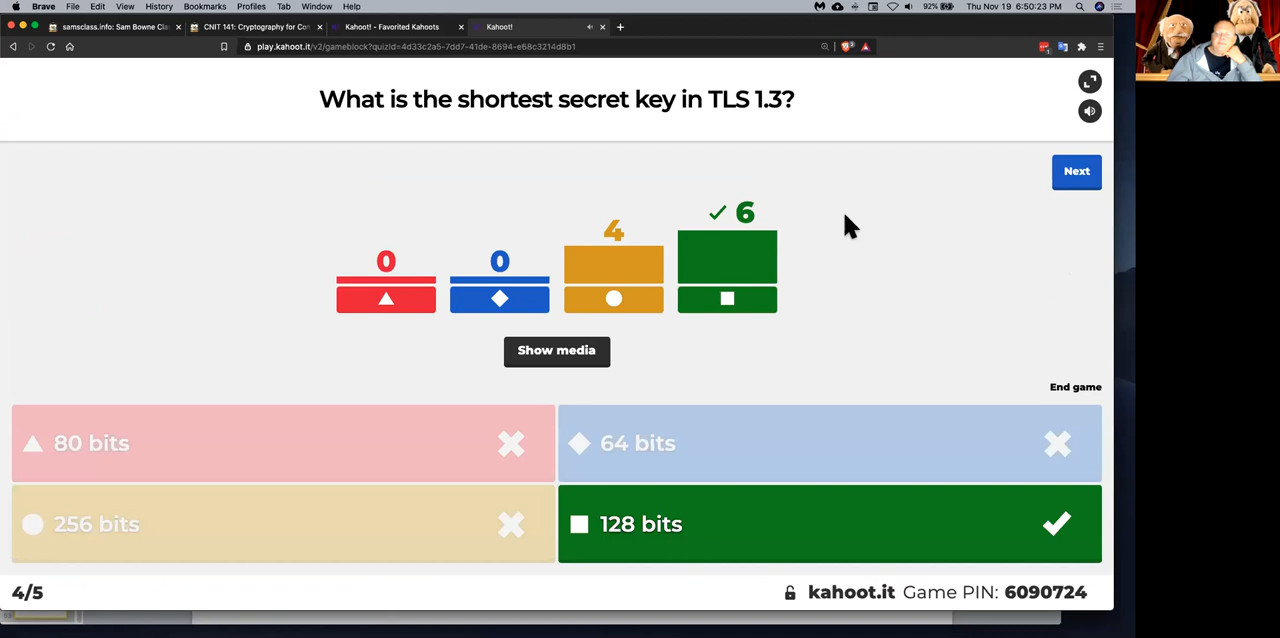 Brave File Edit View History Bookmarks Profiles Tab Window Help 92% Thu Nov 19 6:50:23 PM
samsclass.info: Sam Bowne Cla CNIT 141: Cryptography for Con Kahoot! - Favorited Kahoots Kahoot!
play.kahoot.it/v2/gameblock?quizId=4d33c2a5-7dd7-41de-8694-e68c3214d8b1
What is the shortest secret key in TLS 1.3?
Next
0 0 4 6
Show media
End game
80 bits
64 bits
256 bits
128 bits
4/5
kahoot.it Game PIN: 6090724